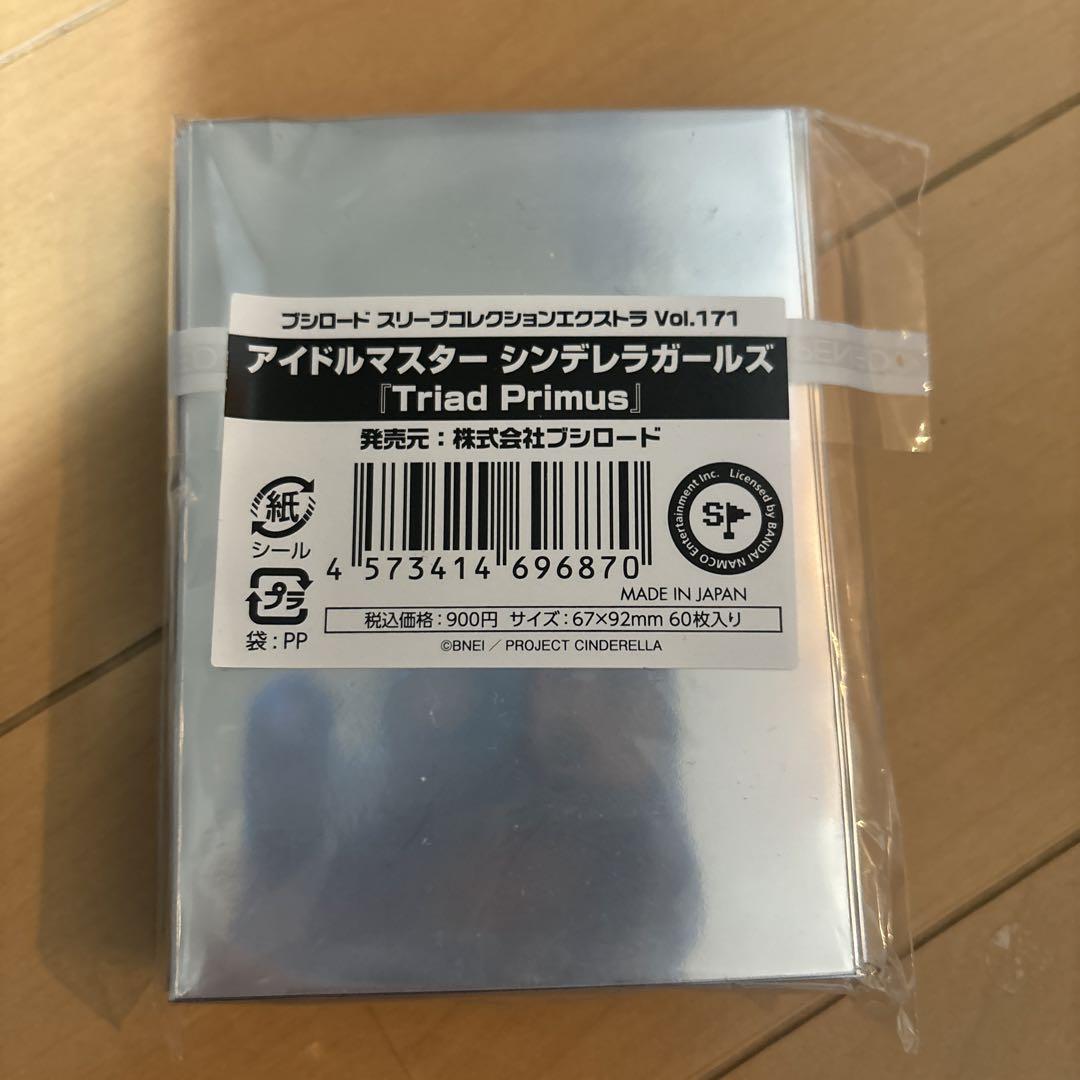 ブシロード スリーブコレクションエクストラ Vol.171
アイドルマスター シンデレラガールズ
『Triad Primus』
発売元：株式会社ブシロード
紙
シール
プラ
袋：PP
4 573414 696870
Licensed by BANDAI NAMCO Entertainment Inc.
SP
MADE IN JAPAN
税込価格：900円 サイズ：67×92mm 60枚入り
©BNEI／PROJECT CINDERELLA